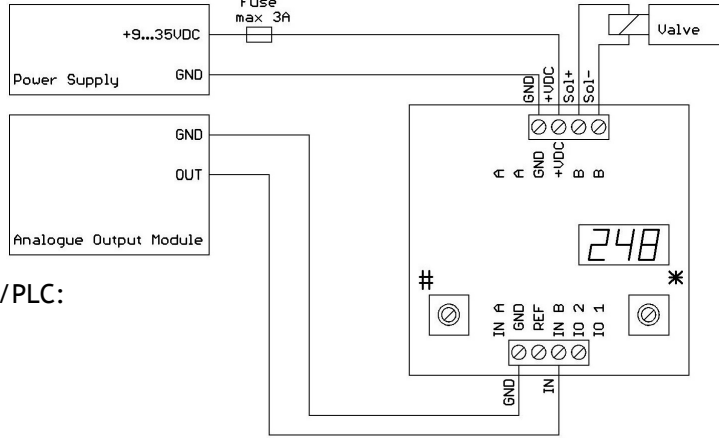 Fuse
max 3A
+9...35VDC
GND
Power Supply
Valve
GND
+VDC
Sol+
Sol-
GND
OUT
Analogue Output Module
A
A
GND
+VDC
B
B
248
/PLC:
#
*
IN A
GND
REF
IN B
IO 2
IO 1
GND
IN